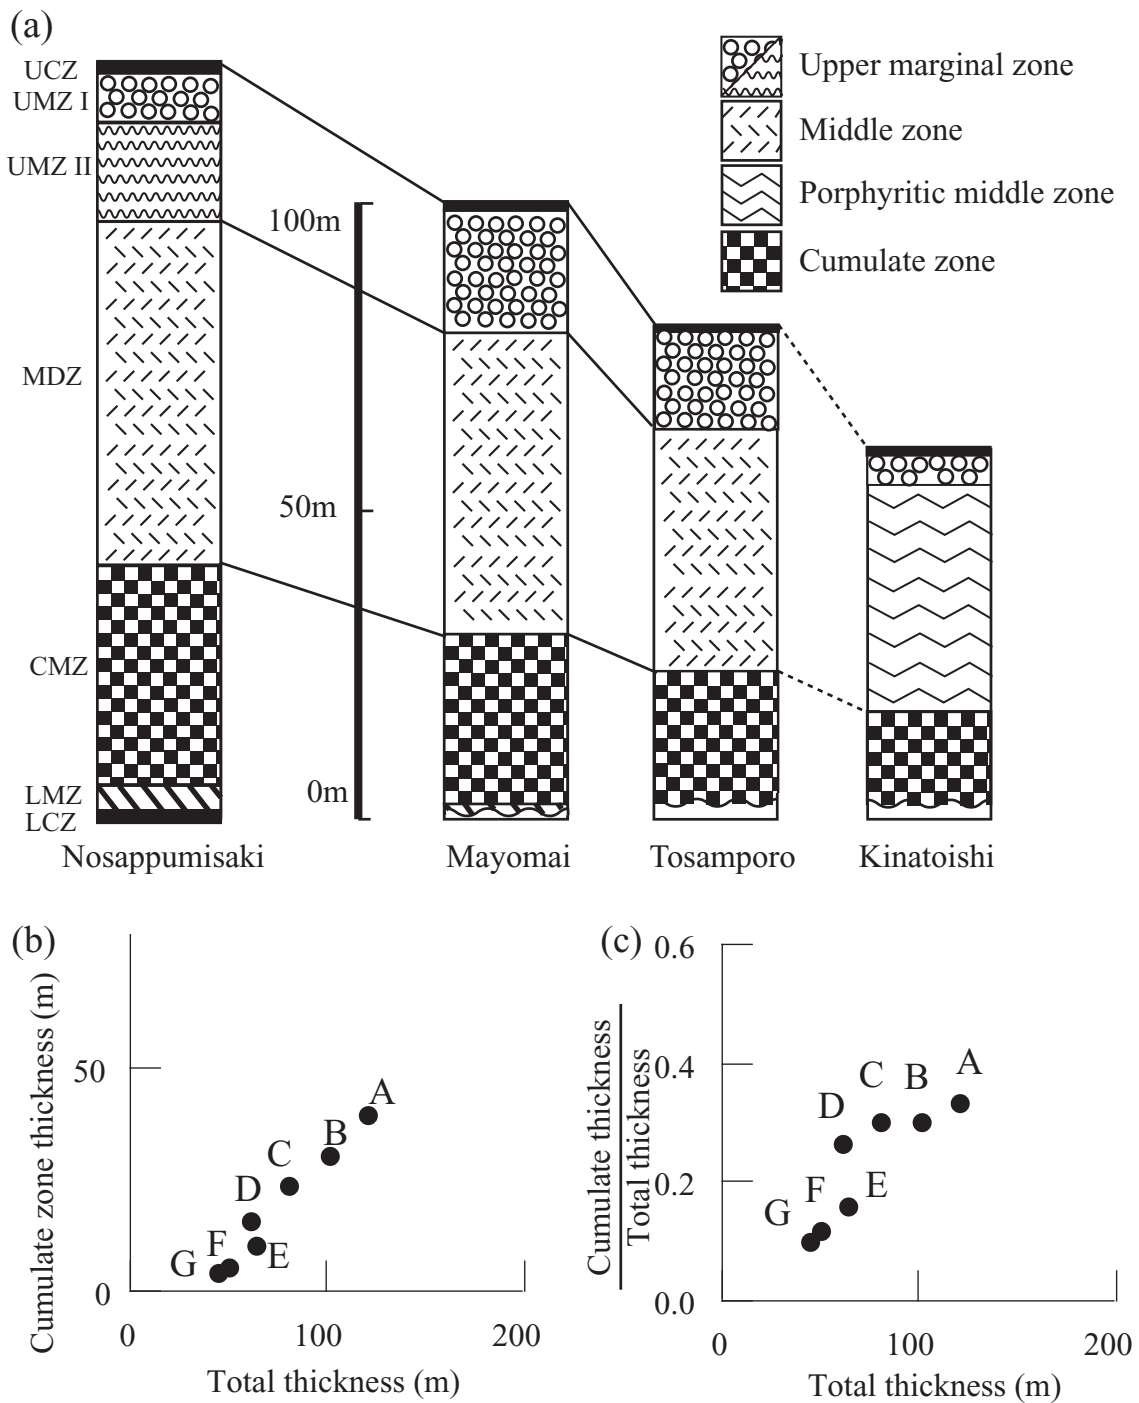 (a)
UCZ
UMZ I
UMZ II
MDZ
CMZ
LMZ
LCZ
100m
50m
0m
Upper marginal zone
Middle zone
Porphyritic middle zone
Cumulate zone
Nosappumisaki
Mayomai
Tosamporo
Kinatoishi
(b)
Cumulate zone thickness (m)
50
0
A
B
C
D
E
F
G
0
100
200
Total thickness (m)
(c)
Cumulate thickness
Total thickness
0.6
0.4
0.2
0.0
A
B
C
D
E
F
G
0
100
200
Total thickness (m)